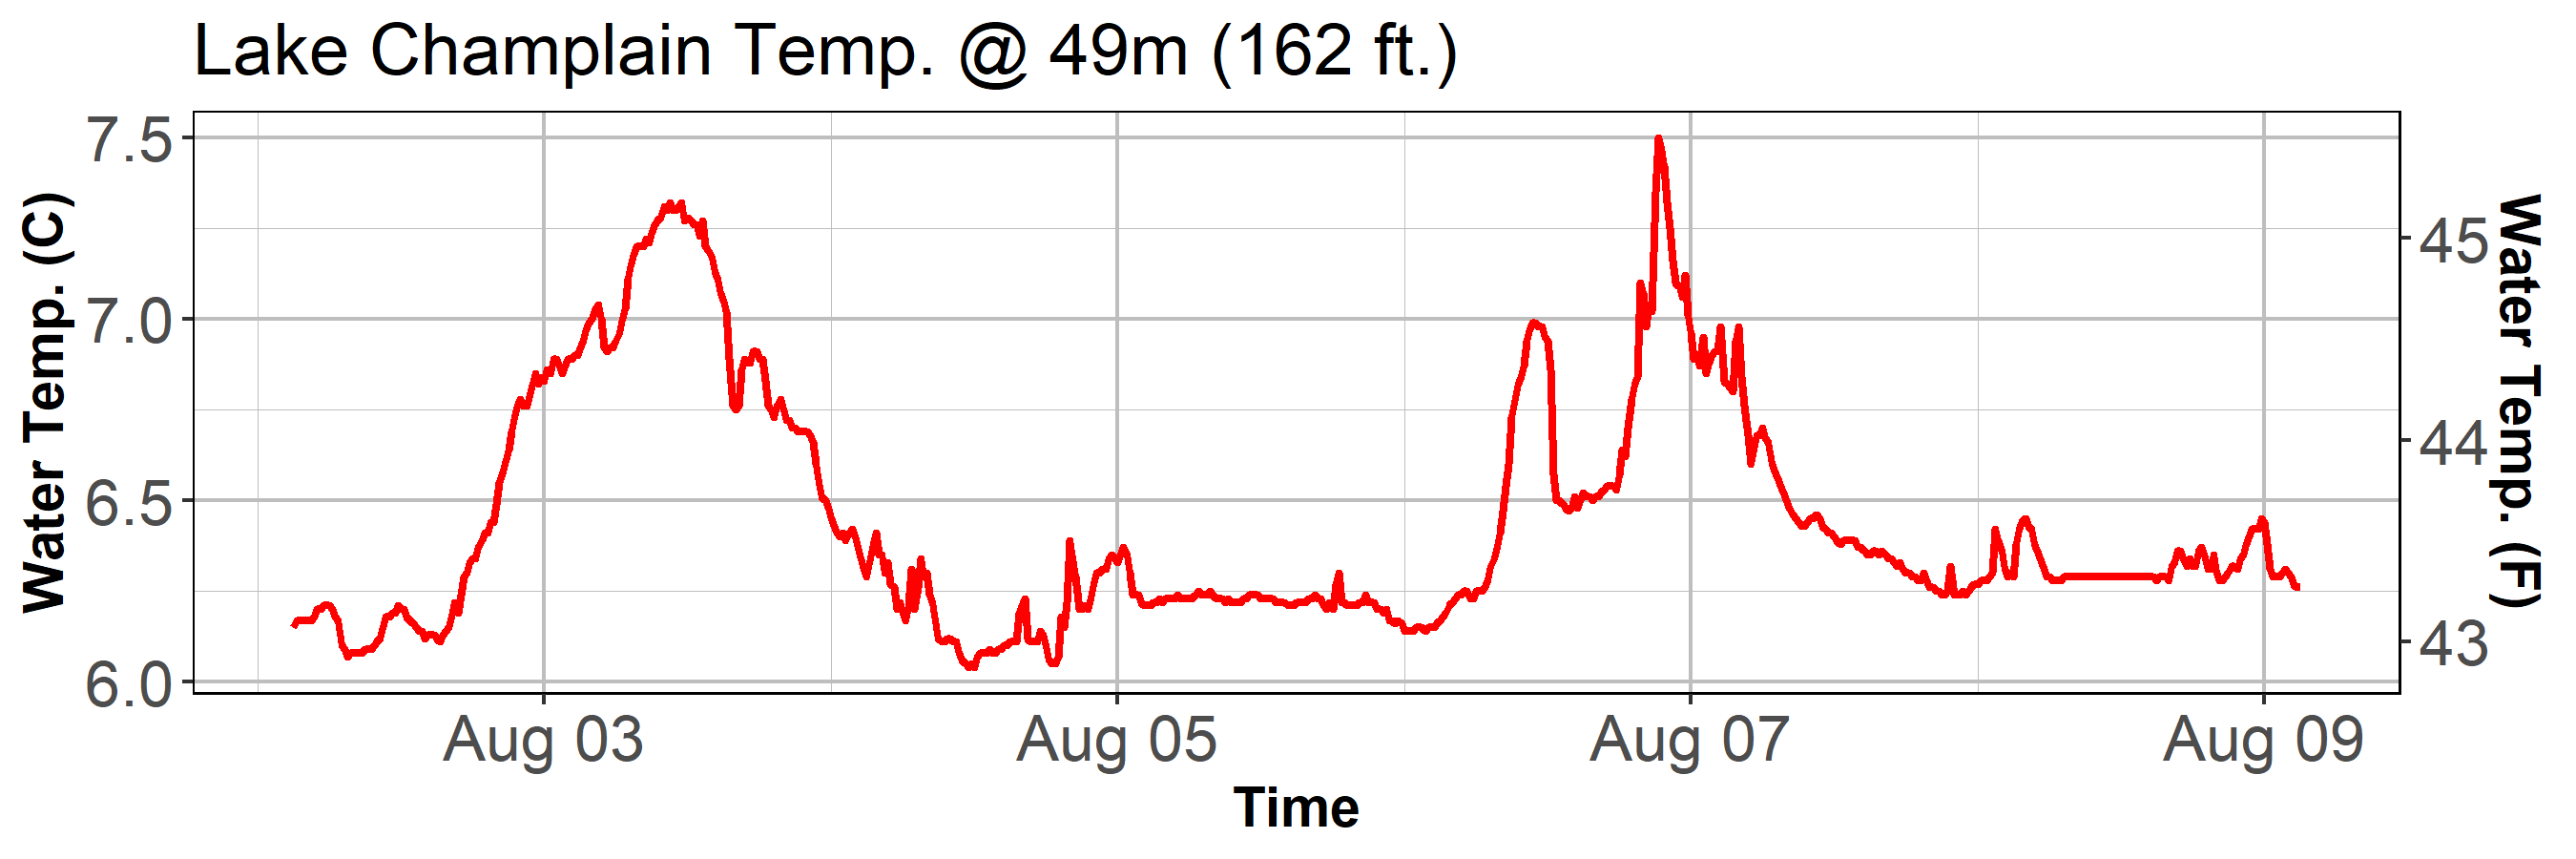 Lake Champlain Temp. @ 49m (162 ft.)
Water Temp. (C)
7.5
7.0
6.5
6.0
45
44
43
Water Temp. (F)
Aug 03 Aug 05 Aug 07 Aug 09
Time